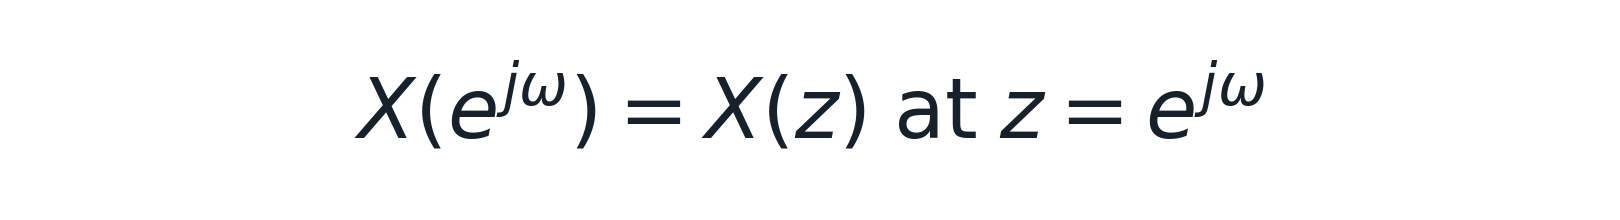 X(e^{jω}) = X(z) at z = e^{jω}